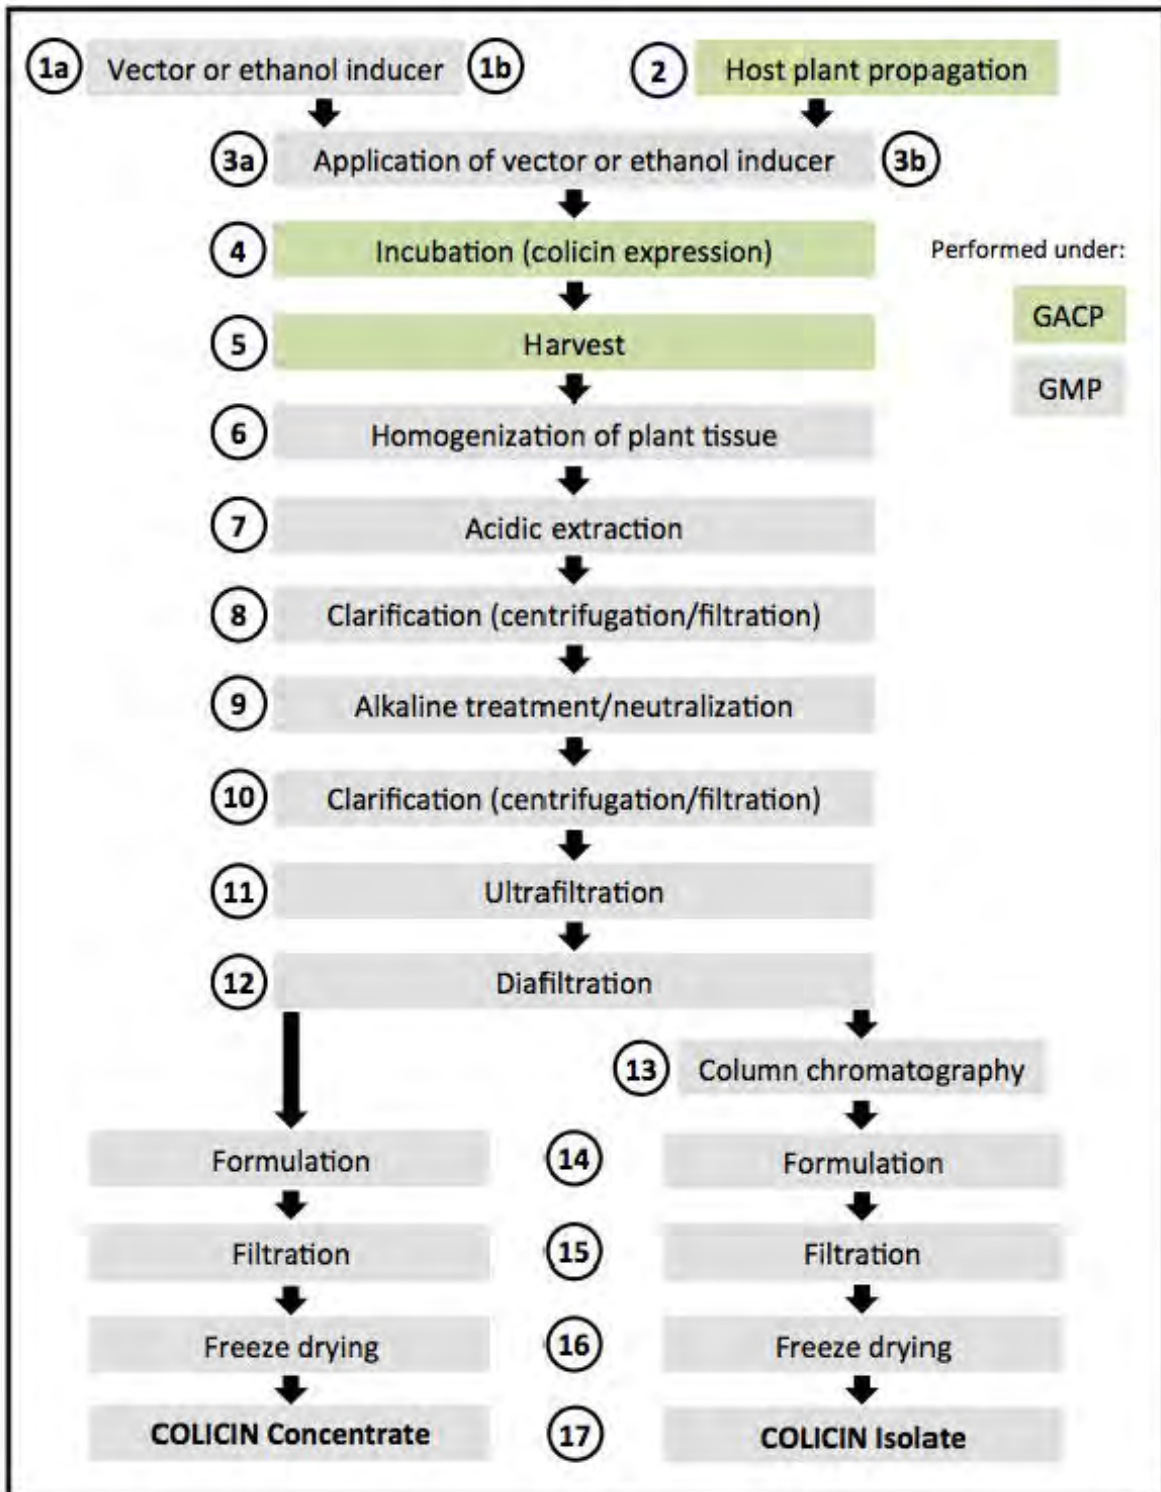 1a Vector or ethanol inducer 1b
2 Host plant propagation
3a Application of vector or ethanol inducer 3b
4 Incubation (colicin expression)
Performed under:
GACP
5 Harvest
GMP
6 Homogenization of plant tissue
7 Acidic extraction
8 Clarification (centrifugation/filtration)
9 Alkaline treatment/neutralization
10 Clarification (centrifugation/filtration)
11 Ultrafiltration
12 Diafiltration
13 Column chromatography
Formulation 14 Formulation
Filtration 15 Filtration
Freeze drying 16 Freeze drying
COLICIN Concentrate 17 COLICIN Isolate